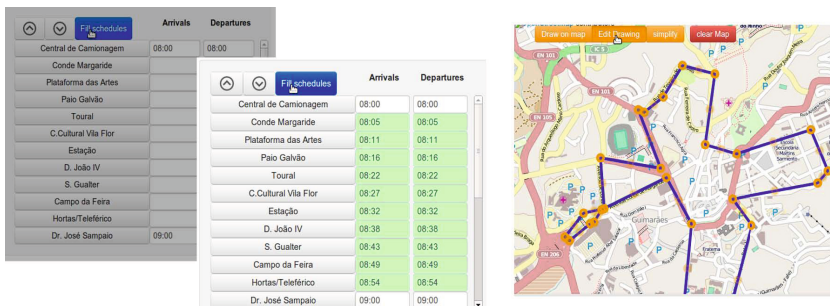 Arrivals Departures
Fill schedules
Central de Camionagem 08:00 08:00
Conde Margaride
Plataforma das Artes
Paio Galvão
Toural
C.Cultural Vila Flor
Estação
D. João IV
S. Gualter
Campo da Feira
Hortas/Teleférico
Dr. José Sampaio 09:00
Fill schedules Arrivals Departures
Central de Camionagem 08:00 08:00
Conde Margaride 08:05 08:05
Plataforma das Artes 08:11 08:11
Paio Galvão 08:16 08:16
Toural 08:22 08:22
C.Cultural Vila Flor 08:27 08:27
Estação 08:32 08:32
D. João IV 08:38 08:38
S. Gualter 08:43 08:43
Campo da Feira 08:49 08:49
Hortas/Teleférico 08:54 08:54
Dr. José Sampaio 09:00 09:00
Draw on map Edit Drawing simplify clear Map
EN 101
EN 101
EN 105
Escola
Secundária
Martins
Sarmento
Guimarães
EN 206